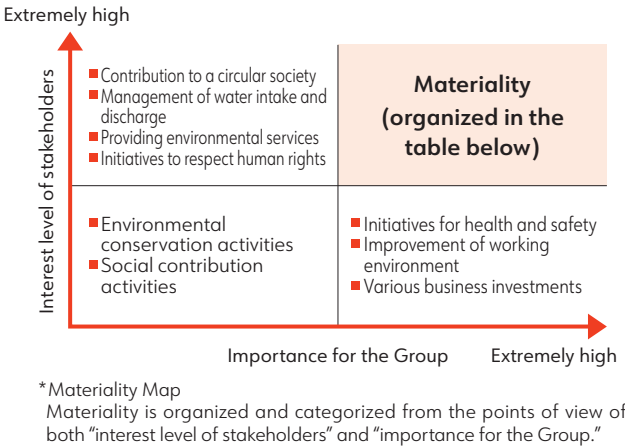 Extremely high
Interest level of stakeholders
■ Contribution to a circular society
■ Management of water intake and
discharge
■ Providing environmental services
■ Initiatives to respect human rights
Materiality
(organized in the
table below)
■ Environmental
conservation activities
■ Social contribution
activities
■ Initiatives for health and safety
■ Improvement of working
environment
■ Various business investments
Importance for the Group
Extremely high
*Materiality Map
Materiality is organized and categorized from the points of view of
both “interest level of stakeholders” and “importance for the Group.”